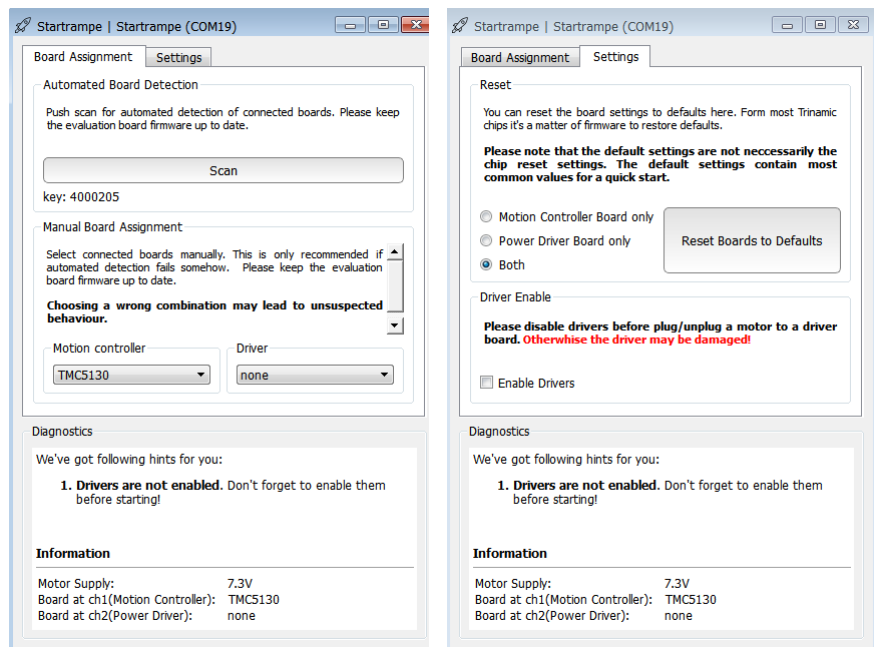 Startrampe | Startrampe (COM19)
Board Assignment
Settings
Automated Board Detection
Push scan for automated detection of connected boards. Please keep
the evaluation board firmware up to date.
Scan
key: 4000205
Manual Board Assignment
Select connected boards manually. This is only recommended if
automated detection fails somehow. Please keep the evaluation
board firmware up to date.
Choosing a wrong combination may lead to unsuspected
behaviour.
Motion controller
Driver
TMC5130
none
Diagnostics
We've got following hints for you:
1. Drivers are not enabled. Don't forget to enable them
before starting!
Information
Motor Supply: 7.3V
Board at ch1(Motion Controller): TMC5130
Board at ch2(Power Driver): none
Startrampe | Startrampe (COM19)
Board Assignment
Settings
Reset
You can reset the board settings to defaults here. Form most Trinamic
chips it's a matter of firmware to restore defaults.
Please note that the default settings are not neccessarily the
chip reset settings. The default settings contain most
common values for a quick start.
Motion Controller Board only
Power Driver Board only
Both
Reset Boards to Defaults
Driver Enable
Please disable drivers before plug/unplug a motor to a driver
board. Otherwhise the driver may be damaged!
Enable Drivers
Diagnostics
We've got following hints for you:
1. Drivers are not enabled. Don't forget to enable them
before starting!
Information
Motor Supply: 7.3V
Board at ch1(Motion Controller): TMC5130
Board at ch2(Power Driver): none